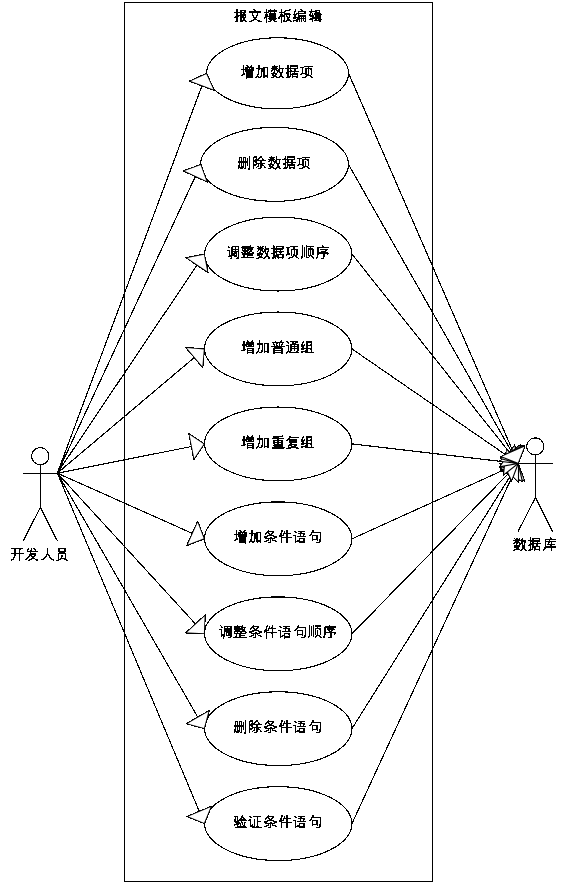 报文模板编辑
增加数据项
删除数据项
调整数据项顺序
增加普通组
增加重复组
增加条件语句
开发人员
数据库
调整条件语句顺序
删除条件语句
验证条件语句